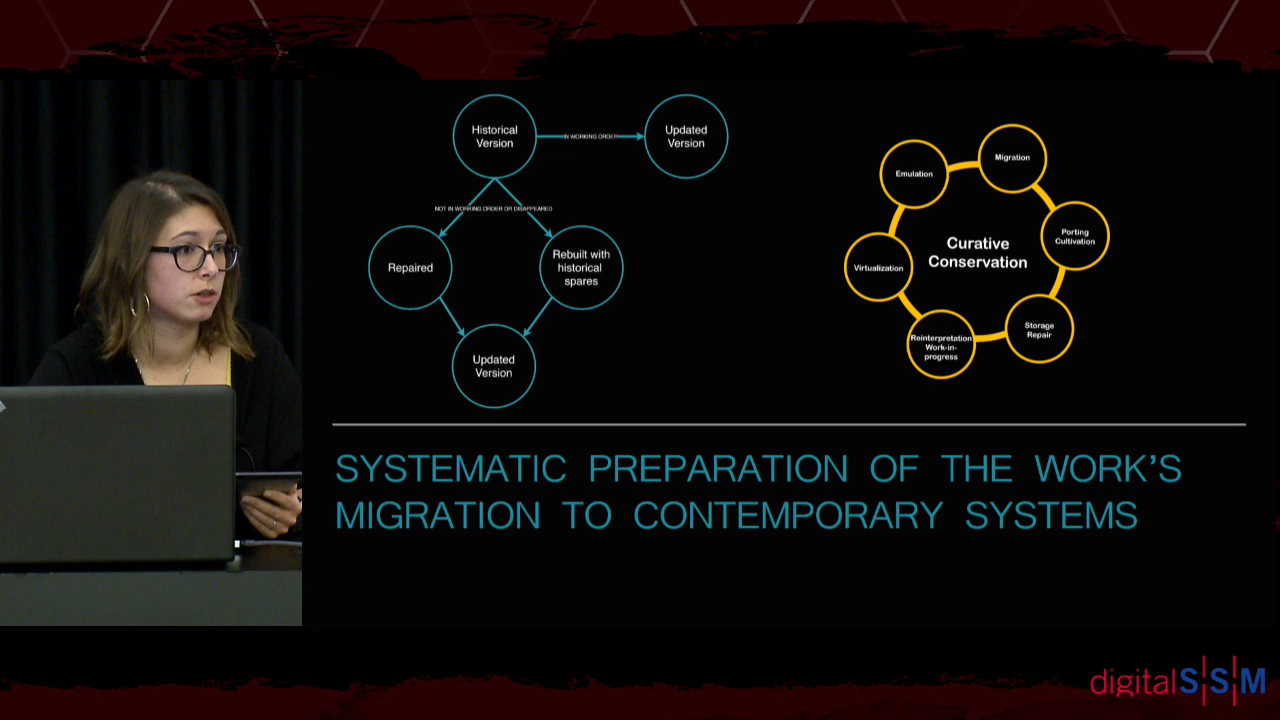 Historical
Version
IN WORKING ORDER
Updated
Version
NOT IN WORKING ORDER OR DISAPPEARED
Repaired
Rebuilt with
historical
spares
Updated
Version
Emulation
Migration
Porting
Cultivation
Virtualization
Curative
Conservation
Storage
Repair
Reinterpretation
Work-in-
progress
SYSTEMATIC PREPARATION OF THE WORK’S
MIGRATION TO CONTEMPORARY SYSTEMS
digitalS|S|M